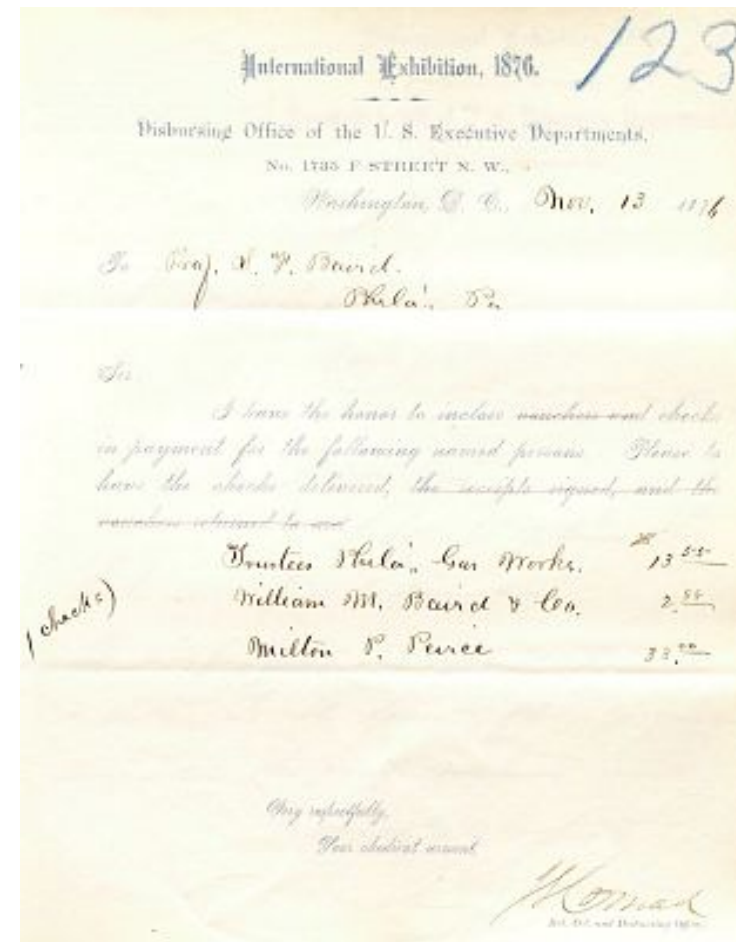 123
International Exhibition, 1876.
Disbursing Office of the U. S. Executive Departments,
No. 1735 F STREET N. W.,
Washington, D. C., Nov. 13 1876
To Prof. S. F. Baird.
Phila. Pa
Sir
I have the honor to inclose vouchers and checks
in payment for the following named persons Please to
have the checks delivered, the receipts signed, and the
vouchers returned to me
Trustees Phila. Gas Works. 13 55
William M. Baird & Co. 2.
Milton P. Peirce 33.00
checks)
Very respectfully,
Your obedient servant,
and Disbursing Officer.